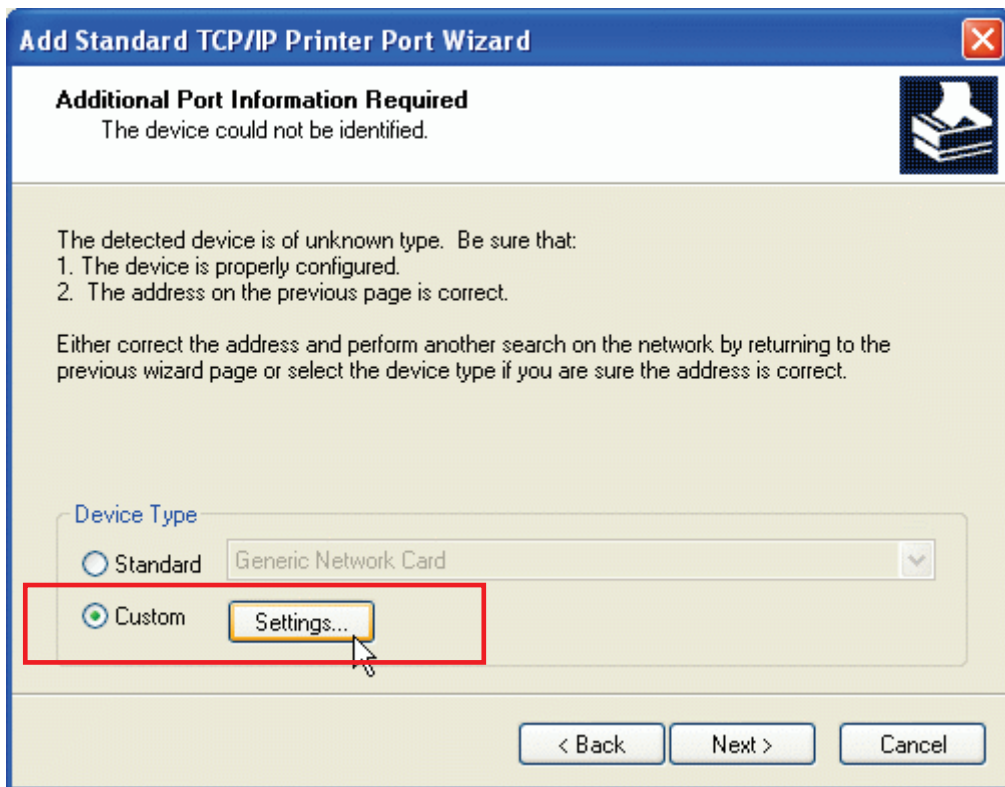 Add Standard TCP/IP Printer Port Wizard
Additional Port Information Required
The device could not be identified.
The detected device is of unknown type.  Be sure that:
1. The device is properly configured.
2.  The address on the previous page is correct.
Either correct the address and perform another search on the network by returning to the
previous wizard page or select the device type if you are sure the address is correct.
Device Type
Standard Generic Network Card
Custom Settings...
< Back Next > Cancel